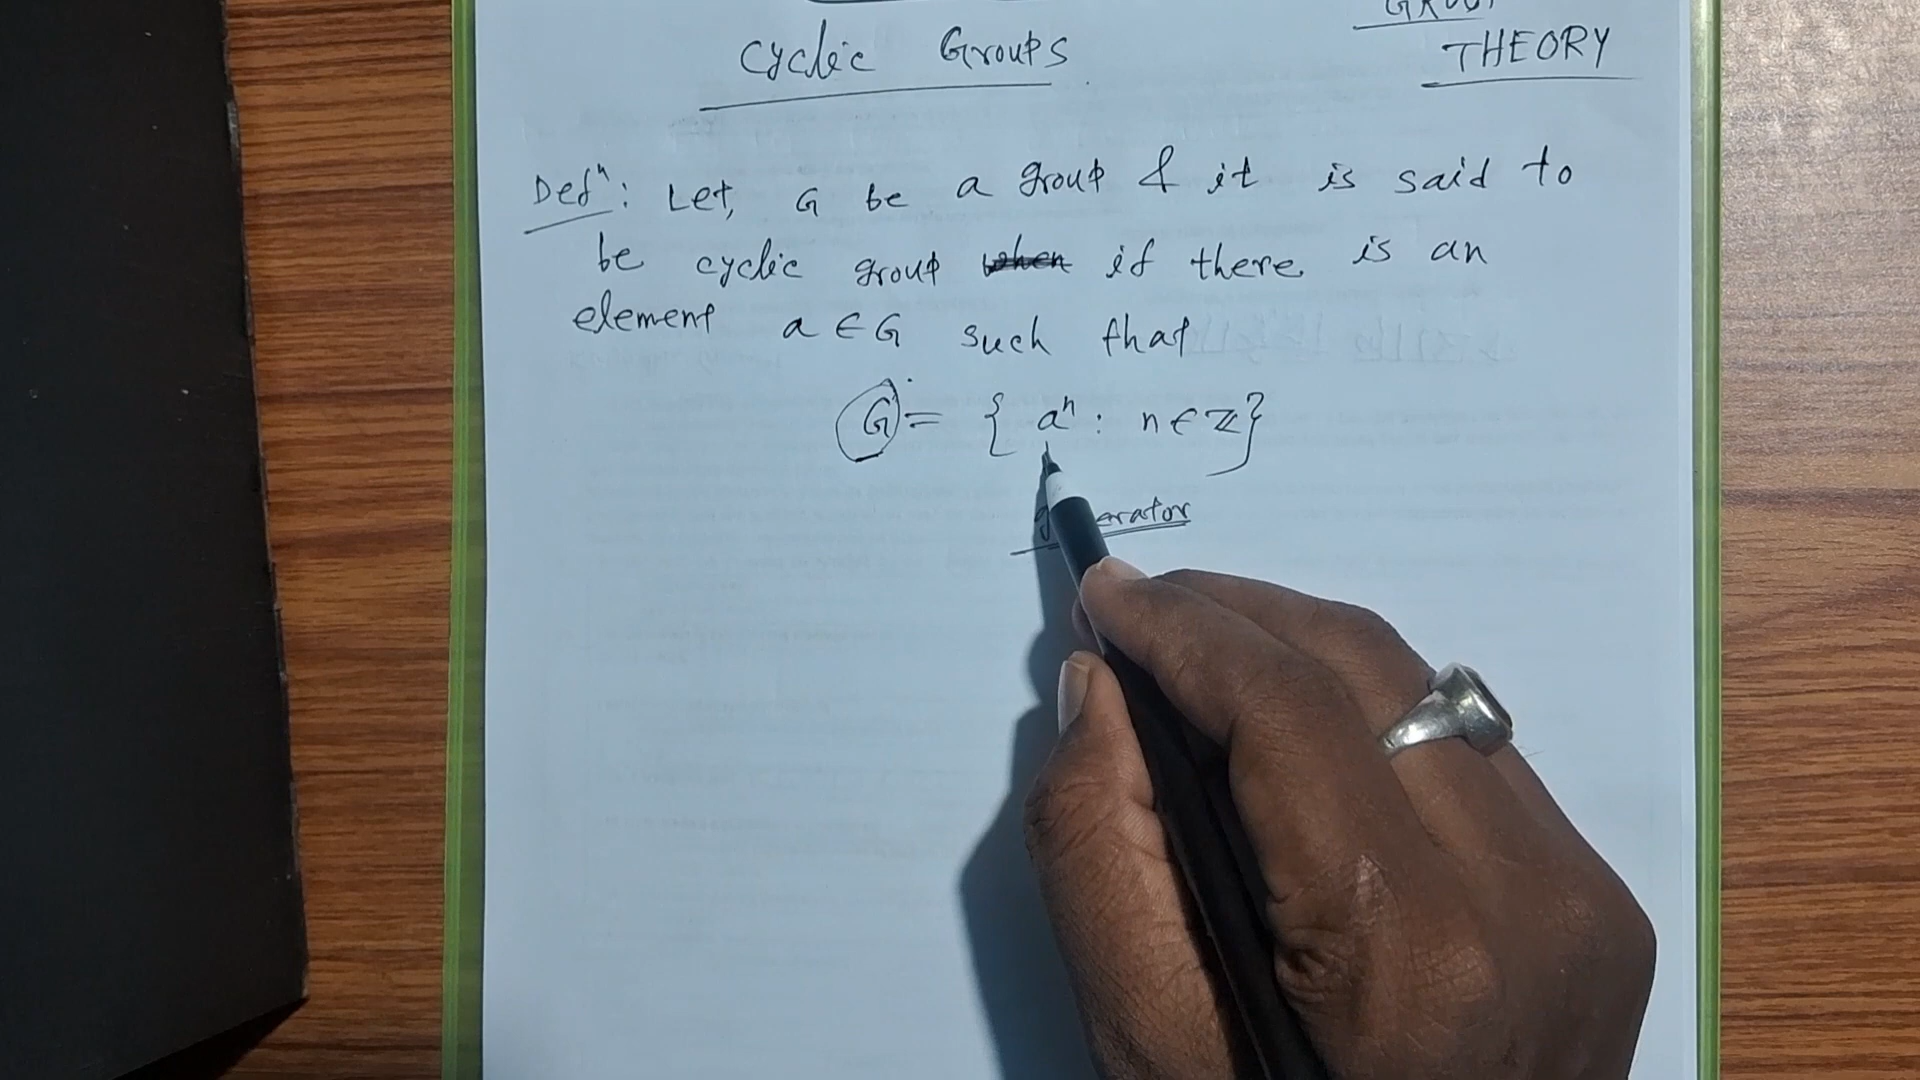 Cyclic Groups
THEORY
Defⁿ: Let, G be a group & it is said to
be cyclic group when if there is an
element a ∈ G such that
G = { aⁿ : n ∈ ℤ}